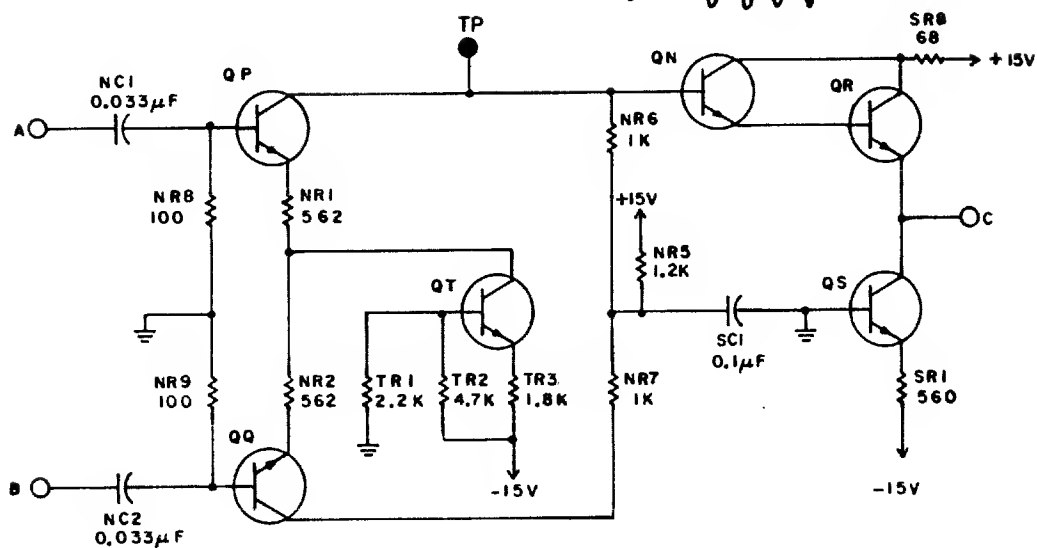 SR8
68
+15V
TP
QN
QR
QP
NC1
0.033µF
A
NR6
1K
NR8
100
NR1
562
+15V
C
NR5
1.2K
QT
QS
SC1
0.1µF
NR9
100
NR2
562
TR1
2.2K
TR2
4.7K
TR3
1.8K
NR7
1K
SR1
560
QQ
-15V
-15V
B
NC2
0.033µF